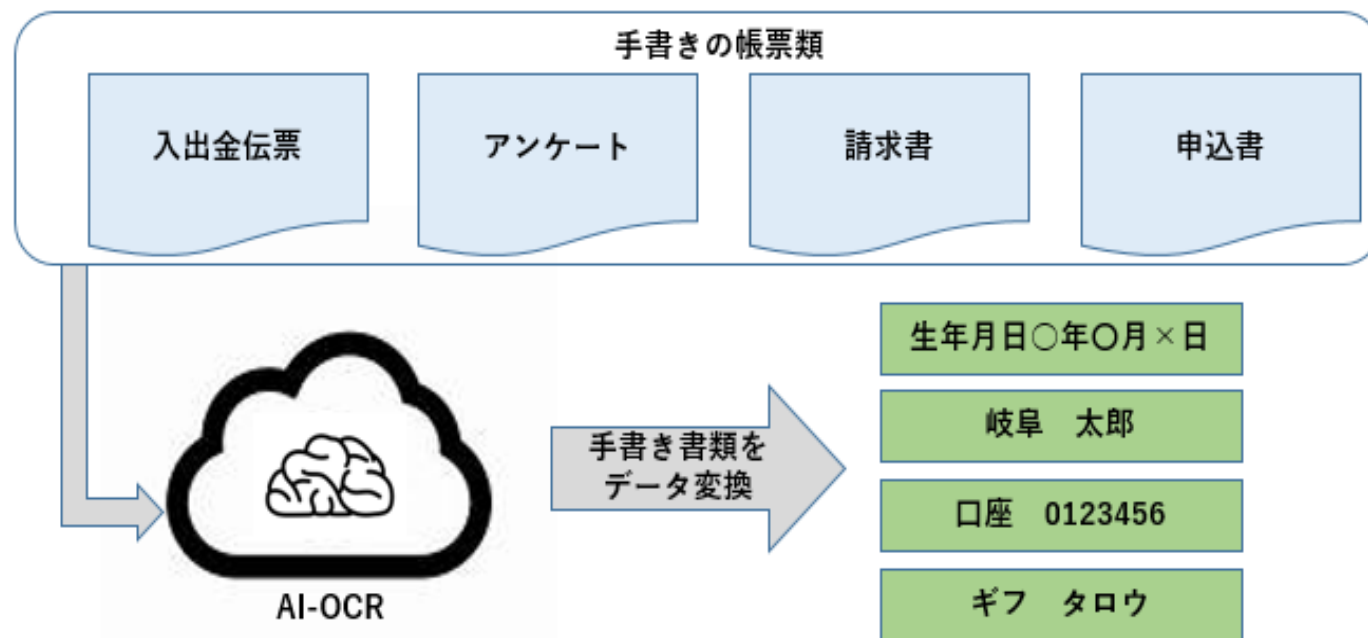 手書きの帳票類
入出金伝票
アンケート
請求書
申込書
生年月日○年〇月×日
岐阜　太郎
手書き書類を
データ変換
口座　0123456
ギフ　タロウ
AI-OCR